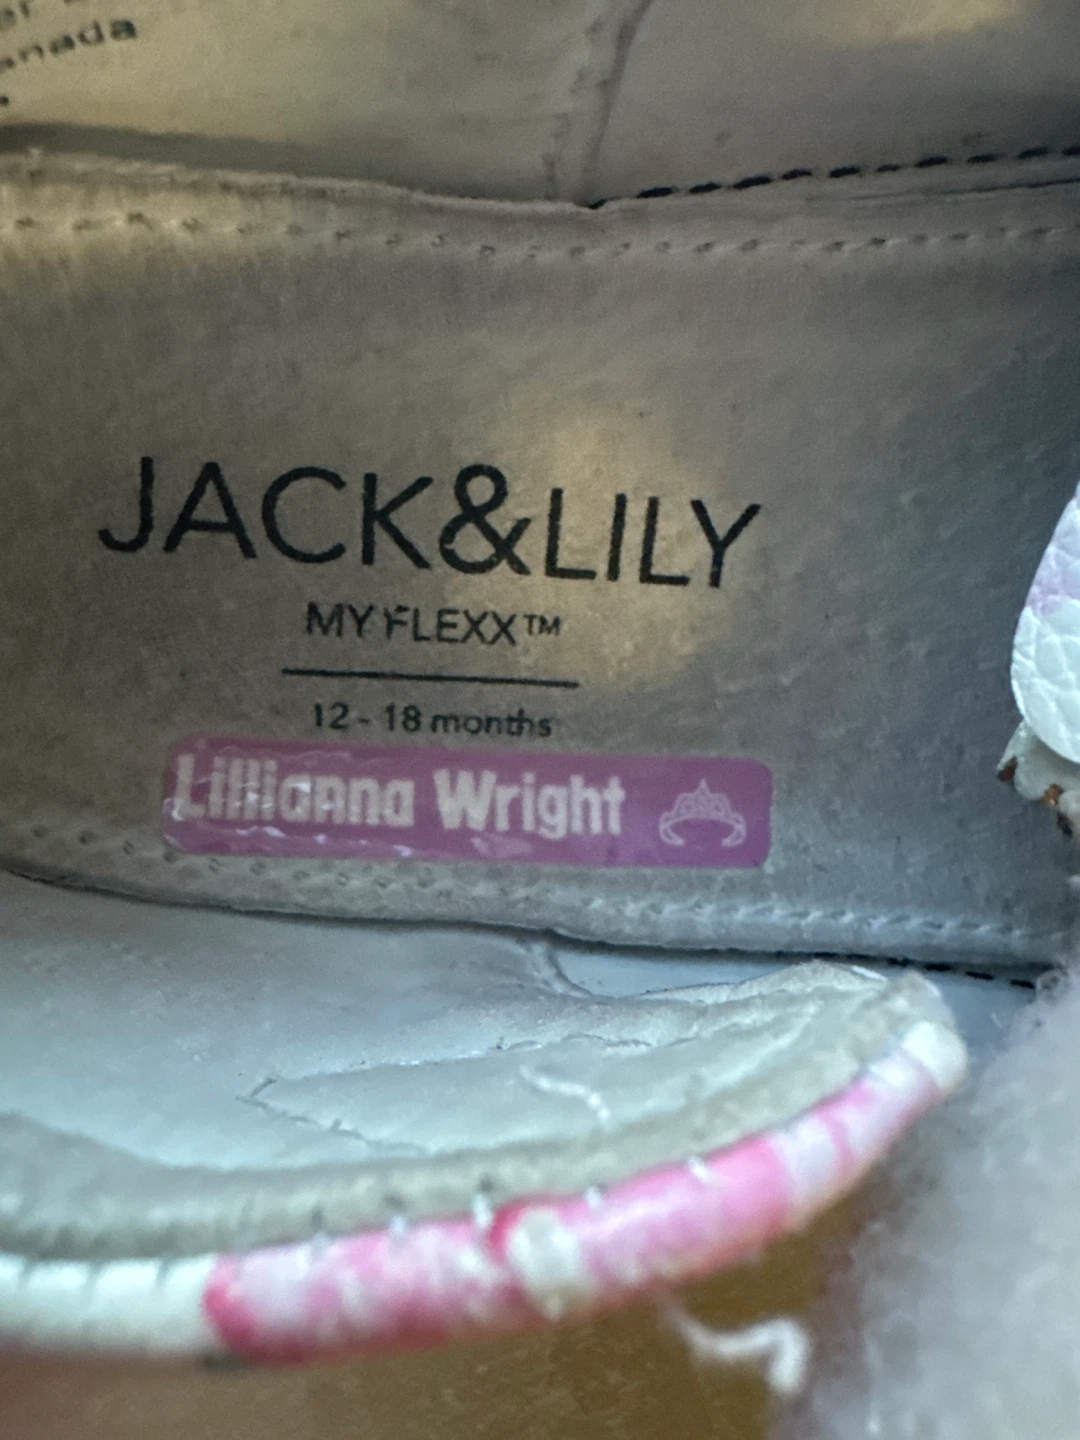 anada
JACK&LILY
MY FLEXX™
12 - 18 months
Lillianna Wright